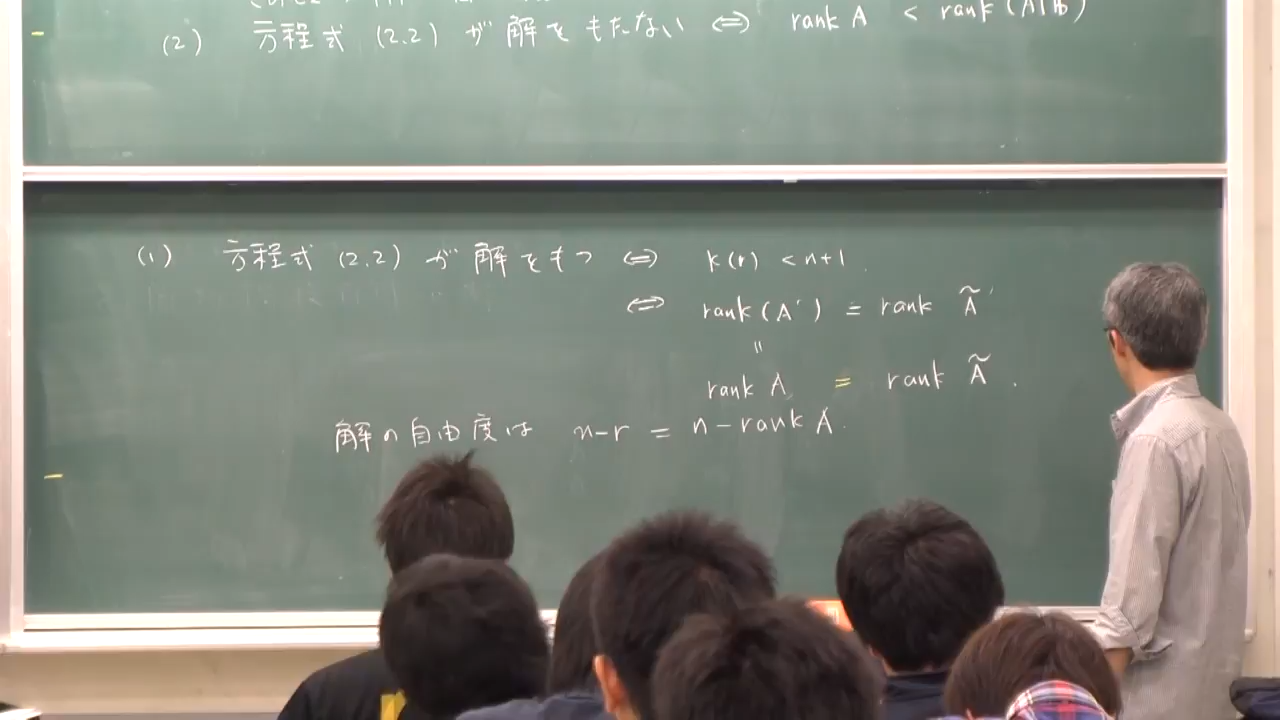 (2) 方程式 (2.2) が 解を もたない ⇔ rank A < rank (A|b)
(1) 方程式 (2.2) が 解をもつ ⇔ k(r) < n+1.
⇔ rank (A') = rank Ã'
||
rank A = rank Ã.
解の自由度は n-r = n-rank A.